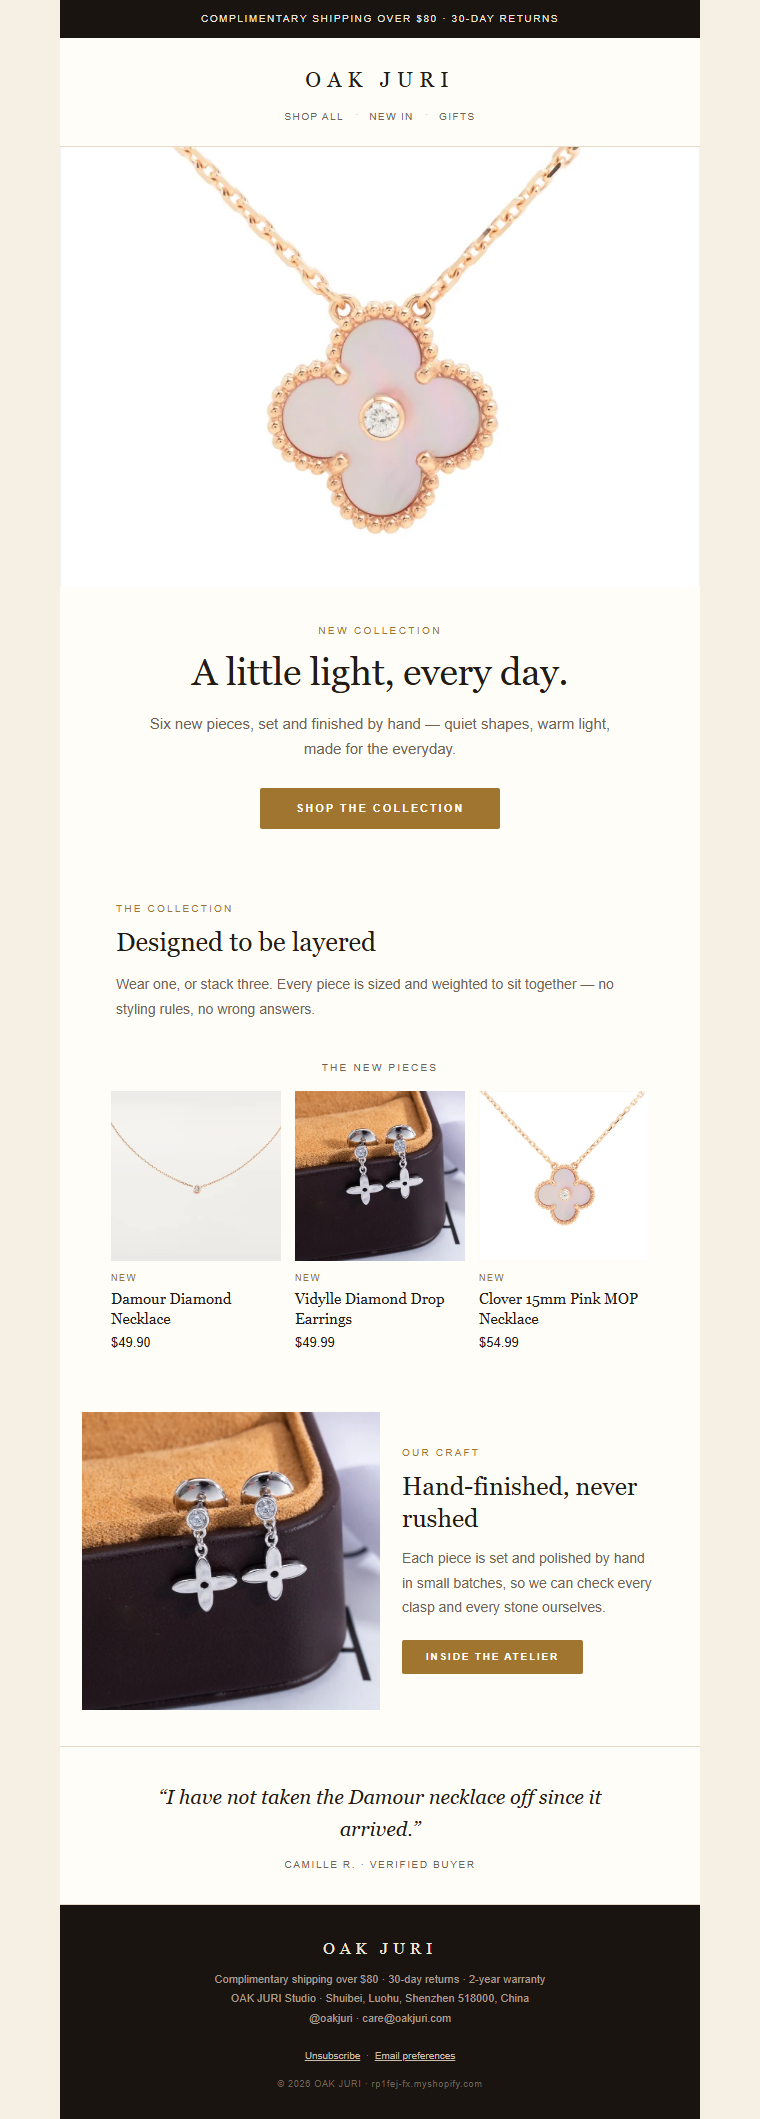 COMPLIMENTARY SHIPPING OVER $80 · 30-DAY RETURNS
OAK JURI
SHOP ALL · NEW IN · GIFTS
NEW COLLECTION
A little light, every day.
Six new pieces, set and finished by hand — quiet shapes, warm light,
made for the everyday.
SHOP THE COLLECTION
THE COLLECTION
Designed to be layered
Wear one, or stack three. Every piece is sized and weighted to sit together — no
styling rules, no wrong answers.
THE NEW PIECES
NEW
Damour Diamond
Necklace
$49.90
NEW
Vidylle Diamond Drop
Earrings
$49.99
NEW
Clover 15mm Pink MOP
Necklace
$54.99
OUR CRAFT
Hand-finished, never
rushed
Each piece is set and polished by hand
in small batches, so we can check every
clasp and every stone ourselves.
INSIDE THE ATELIER
“I have not taken the Damour necklace off since it
arrived.”
CAMILLE R. · VERIFIED BUYER
OAK JURI
Complimentary shipping over $80 · 30-day returns · 2-year warranty
OAK JURI Studio · Shuibei, Luohu, Shenzhen 518000, China
@oakjuri · care@oakjuri.com
Unsubscribe · Email preferences
© 2026 OAK JURI · rp1fej-fx.myshopify.com